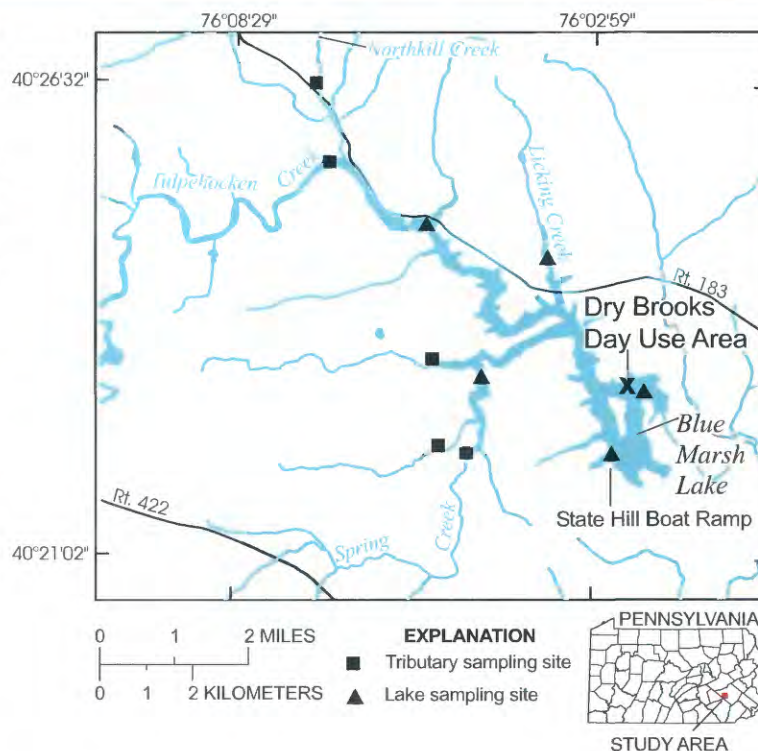 76°08'29" 76°02'59"
Northkill Creek
40°26'32"
Tulpehocken Creek
Licking Creek
Rt. 183
Dry Brooks
Day Use Area
X
Blue
Marsh
Lake
State Hill Boat Ramp
Rt. 422
Spring Creek
40°21'02"
0 1 2 MILES
0 1 2 KILOMETERS
EXPLANATION
Tributary sampling site
Lake sampling site
PENNSYLVANIA
STUDY AREA